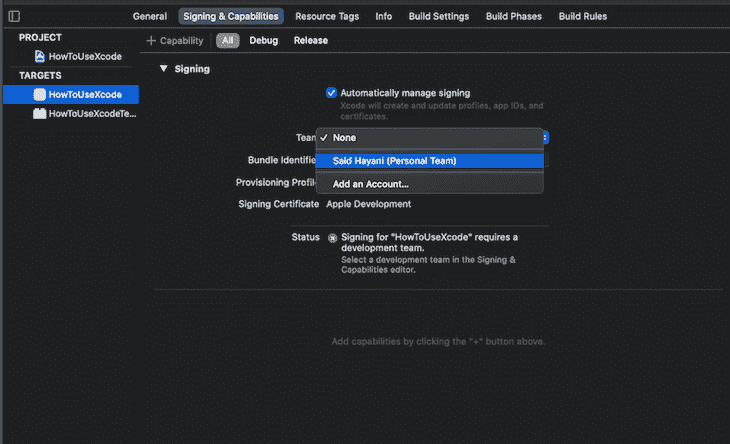 General Signing & Capabilities Resource Tags Info Build Settings Build Phases Build Rules
PROJECT
HowToUseXcode
TARGETS
HowToUseXcode
HowToUseXcodeTe...
+ Capability All Debug Release
Signing
Automatically manage signing
Xcode will create and update profiles, app IDs, and
certificates.
Team ✓ None
Said Hayani (Personal Team)
Add an Account...
Bundle Identifie
Provisioning Profil
Signing Certificate Apple Development
Status Signing for "HowToUseXcode" requires a
development team.
Select a development team in the Signing &
Capabilities editor.
Add capabilities by clicking the "+" button above.